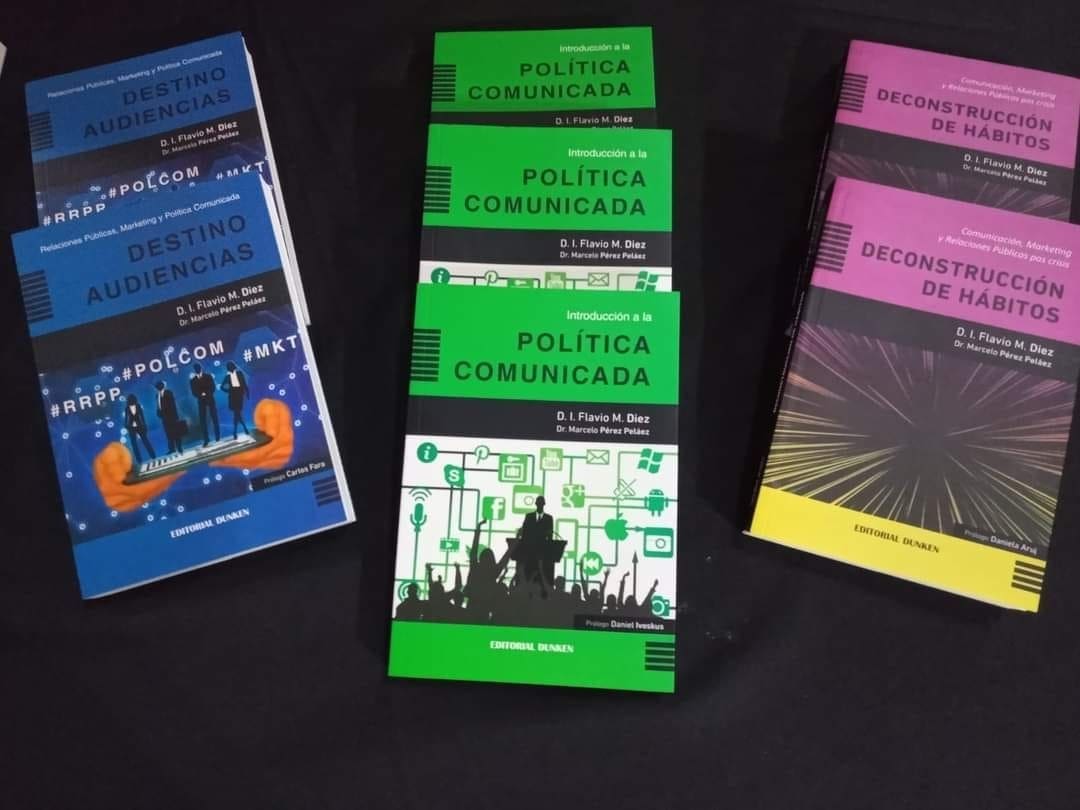 Relaciones Públicas, Marketing y Política Comunicada
DESTINO
AUDIENCIAS
D. I. Flavio M. Diez
Dr. Marcelo Pérez Peláez
#RRPP #POLCOM #MKT
Relaciones Públicas, Marketing y Política Comunicada
DESTINO
AUDIENCIAS
D. I. Flavio M. Diez
Dr. Marcelo Pérez Peláez
#RRPP #POLCOM #MKT
Prólogo Carlos Fara
EDITORIAL DUNKEN
Introducción a la
POLÍTICA
COMUNICADA
D. I. Flavio M. Diez
Introducción a la
POLÍTICA
COMUNICADA
D. I. Flavio M. Diez
Dr. Marcelo Pérez Peláez
Introducción a la
POLÍTICA
COMUNICADA
D. I. Flavio M. Diez
Dr. Marcelo Pérez Peláez
You
Tube
Prólogo Daniel Iveskus
EDITORIAL DUNKEN
Comunicación, Marketing
y Relaciones Públicas pos crisis
DECONSTRUCCIÓN
DE HÁBITOS
D. I. Flavio M. Diez
Dr. Marcelo Pérez Peláez
Comunicación, Marketing
y Relaciones Públicas pos crisis
DECONSTRUCCIÓN
DE HÁBITOS
D. I. Flavio M. Diez
Dr. Marcelo Pérez Peláez
Prólogo Daniela Aruj
EDITORIAL DUNKEN